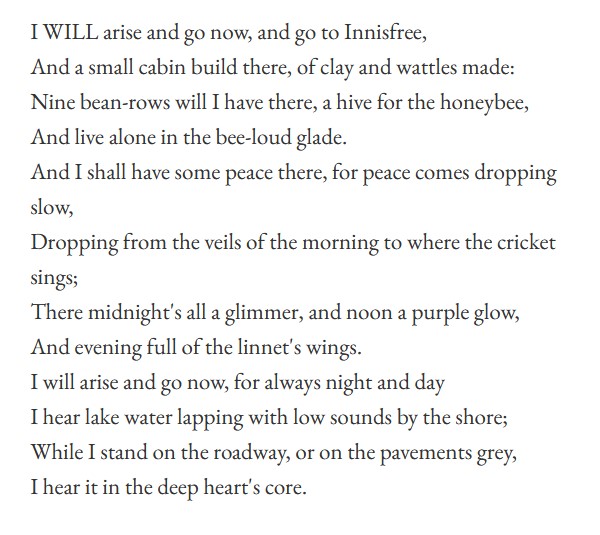 I WILL arise and go now, and go to Innisfree,
And a small cabin build there, of clay and wattles made:
Nine bean-rows will I have there, a hive for the honeybee,
And live alone in the bee-loud glade.
And I shall have some peace there, for peace comes dropping
slow,
Dropping from the veils of the morning to where the cricket
sings;
There midnight's all a glimmer, and noon a purple glow,
And evening full of the linnet's wings.
I will arise and go now, for always night and day
I hear lake water lapping with low sounds by the shore;
While I stand on the roadway, or on the pavements grey,
I hear it in the deep heart's core.